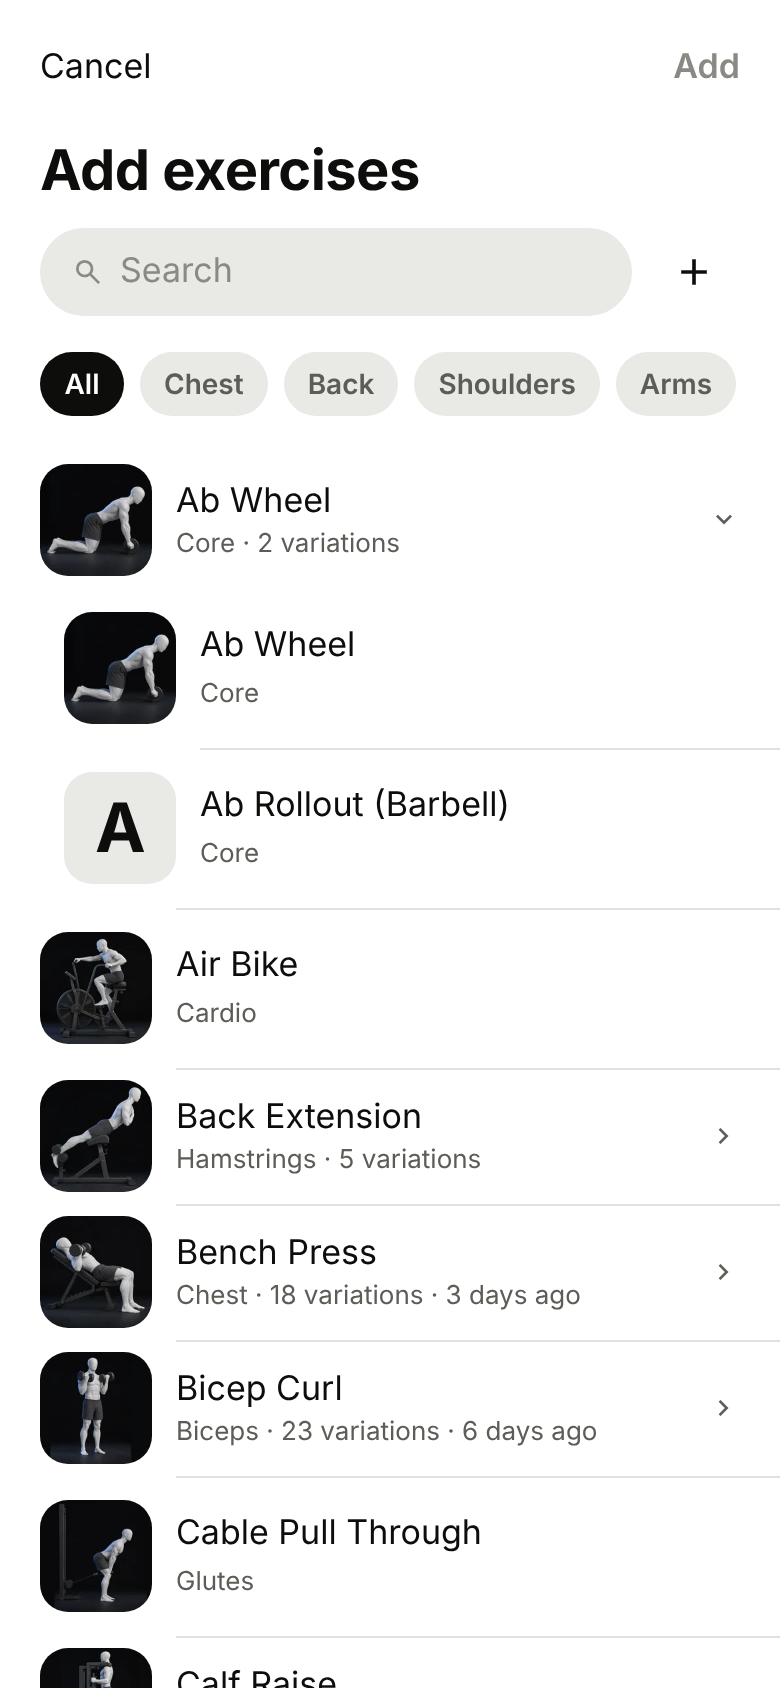 Cancel
Add
Add exercises
Search
All
Chest
Back
Shoulders
Arms
Ab Wheel
Core · 2 variations
Ab Wheel
Core
A
Ab Rollout (Barbell)
Core
Air Bike
Cardio
Back Extension
Hamstrings · 5 variations
Bench Press
Chest · 18 variations · 3 days ago
Bicep Curl
Biceps · 23 variations · 6 days ago
Cable Pull Through
Glutes
Calf Raise